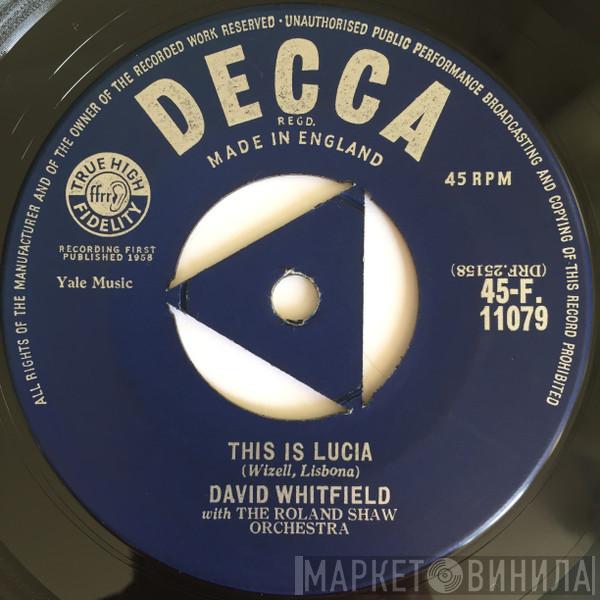 ALL RIGHTS OF THE MANUFACTURER AND OF THE OWNER OF THE RECORDED WORK RESERVED · UNAUTHORISED PUBLIC PERFORMANCE BROADCASTING AND COPYING OF THIS RECORD PROHIBITED
DECCA
REGD.
MADE IN ENGLAND
45 RPM
TRUE HIGH
ffrr
FIDELITY
RECORDING FIRST
PUBLISHED 1958
Yale Music
(DRF.25158)
45-F.
11079
THIS IS LUCIA
(Wizell, Lisbona)
DAVID WHITFIELD
with THE ROLAND SHAW
ORCHESTRA
МАРКЕТ ВИНИЛА